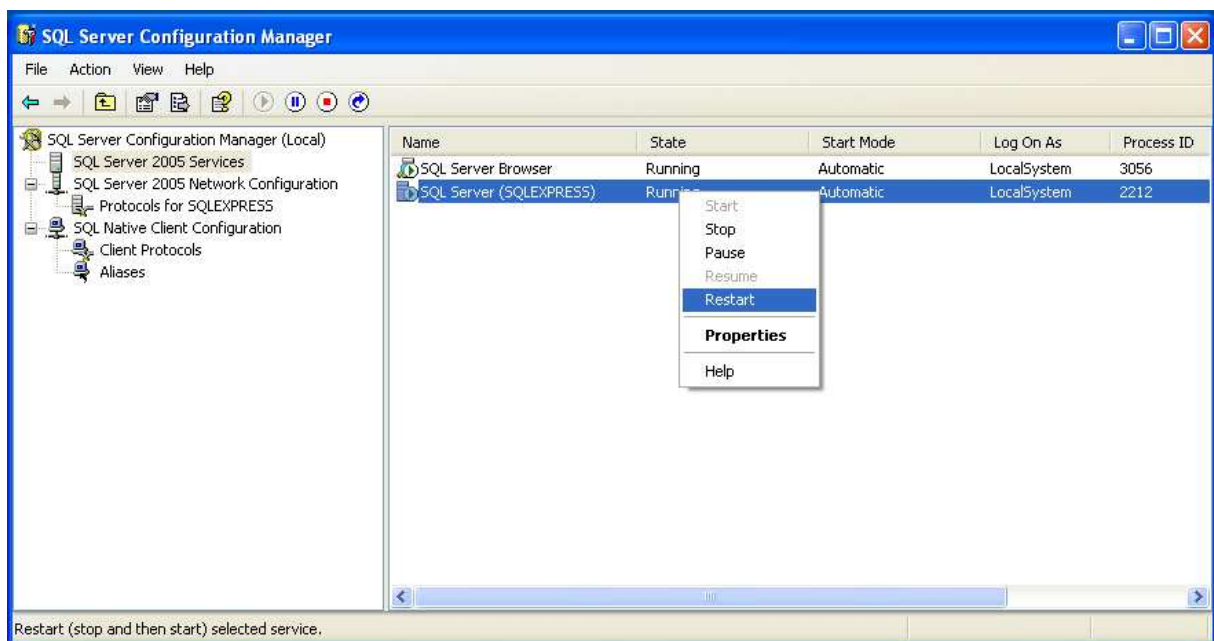 SQL Server Configuration Manager
File Action View Help
SQL Server Configuration Manager (Local)
SQL Server 2005 Services
SQL Server 2005 Network Configuration
Protocols for SQLEXPRESS
SQL Native Client Configuration
Client Protocols
Aliases
Name State Start Mode Log On As Process ID
SQL Server Browser Running Automatic LocalSystem 3056
SQL Server (SQLEXPRESS) Automatic LocalSystem 2212
Start
Stop
Pause
Resume
Restart
Properties
Help
Restart (stop and then start) selected service.